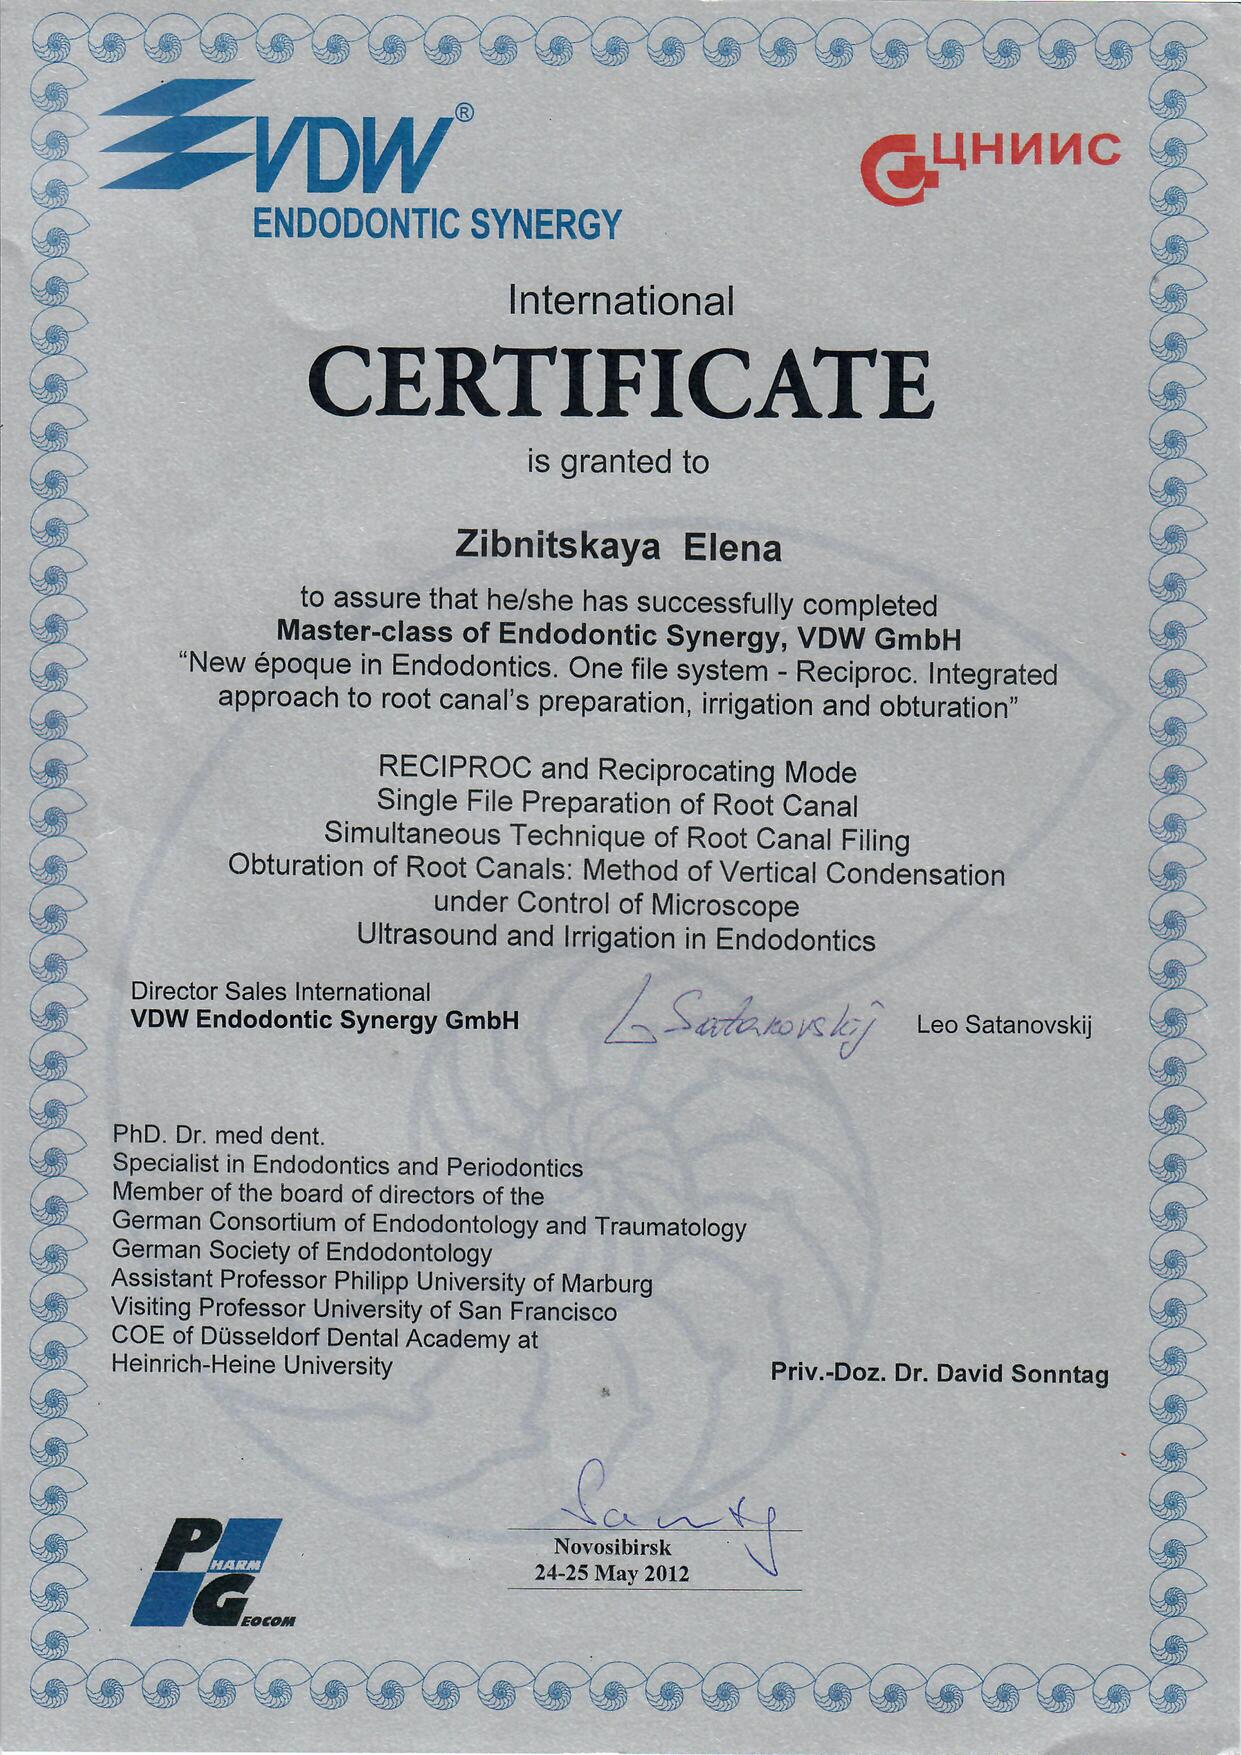 VDW®
ENDODONTIC SYNERGY
ЦНИИС
International
CERTIFICATE
is granted to
Zibnitskaya Elena
to assure that he/she has successfully completed
Master-class of Endodontic Synergy, VDW GmbH
“New époque in Endodontics. One file system - Reciproc. Integrated
approach to root canal’s preparation, irrigation and obturation”
RECIPROC and Reciprocating Mode
Single File Preparation of Root Canal
Simultaneous Technique of Root Canal Filing
Obturation of Root Canals: Method of Vertical Condensation
under Control of Microscope
Ultrasound and Irrigation in Endodontics
Director Sales International
VDW Endodontic Synergy GmbH
L Satanovskij
Leo Satanovskij
PhD. Dr. med dent.
Specialist in Endodontics and Periodontics
Member of the board of directors of the
German Consortium of Endodontology and Traumatology
German Society of Endodontology
Assistant Professor Philipp University of Marburg
Visiting Professor University of San Francisco
COE of Düsseldorf Dental Academy at
Heinrich-Heine University
Priv.-Doz. Dr. David Sonntag
Novosibirsk
24-25 May 2012
PHARM
GEOCOM